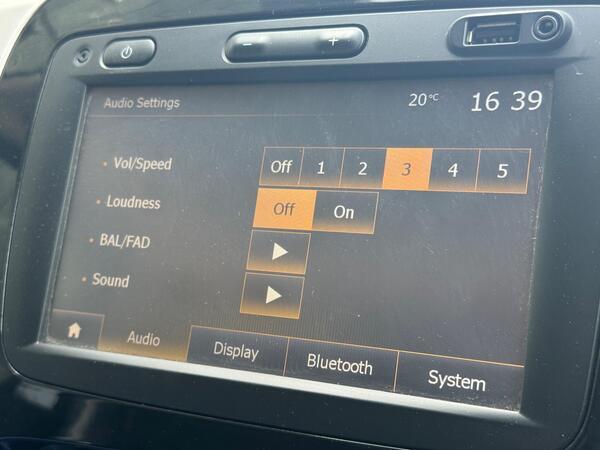 Audio Settings 20°C 16 39
Vol/Speed Off 1 2 3 4 5
Loudness Off On
BAL/FAD
Sound
Audio Display Bluetooth System